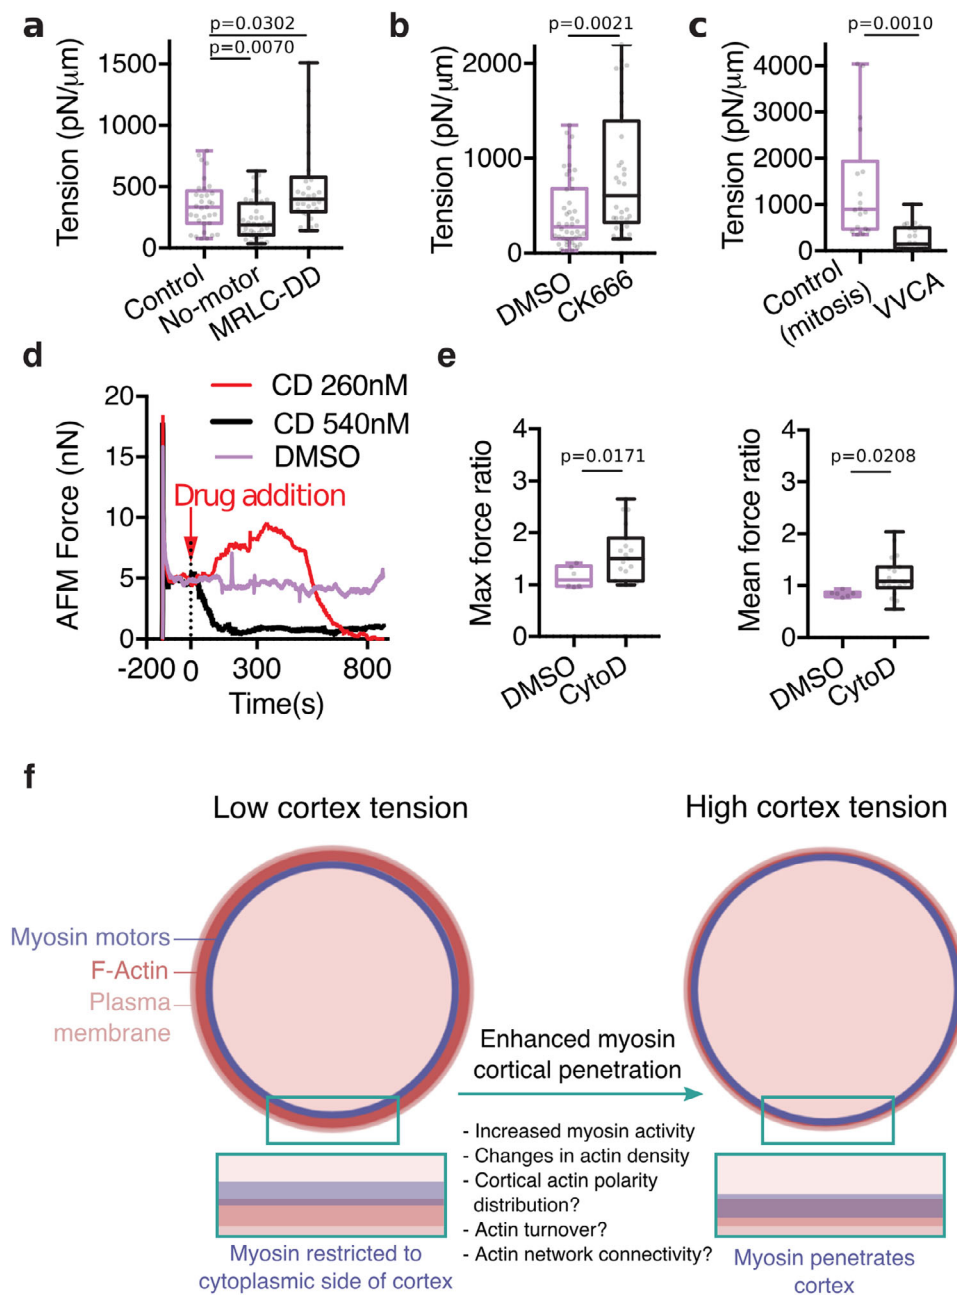 a
p=0.0302
p=0.0070
Tension (pN/μm)
1500
1000
500
0
Control
No-motor
MRLC-DD
b
p=0.0021
Tension (pN/μm)
2000
1000
0
DMSO
CK666
c
p=0.0010
Tension (pN/μm)
5000
4000
3000
2000
1000
0
Control
(mitosis)
VVCA
d
CD 260nM
CD 540nM
DMSO
Drug addition
AFM Force (nN)
20
15
10
5
0
-200
0
300
600
800
Time(s)
e
p=0.0171
Max force ratio
4
3
2
1
0
DMSO
CytoD
p=0.0208
Mean force ratio
4
3
2
1
0
DMSO
CytoD
f
Low cortex tension
High cortex tension
Myosin motors
F-Actin
Plasma
membrane
Enhanced myosin
cortical penetration
- Increased myosin activity
- Changes in actin density
- Cortical actin polarity
distribution?
- Actin turnover?
- Actin network connectivity?
Myosin restricted to
cytoplasmic side of cortex
Myosin penetrates
cortex